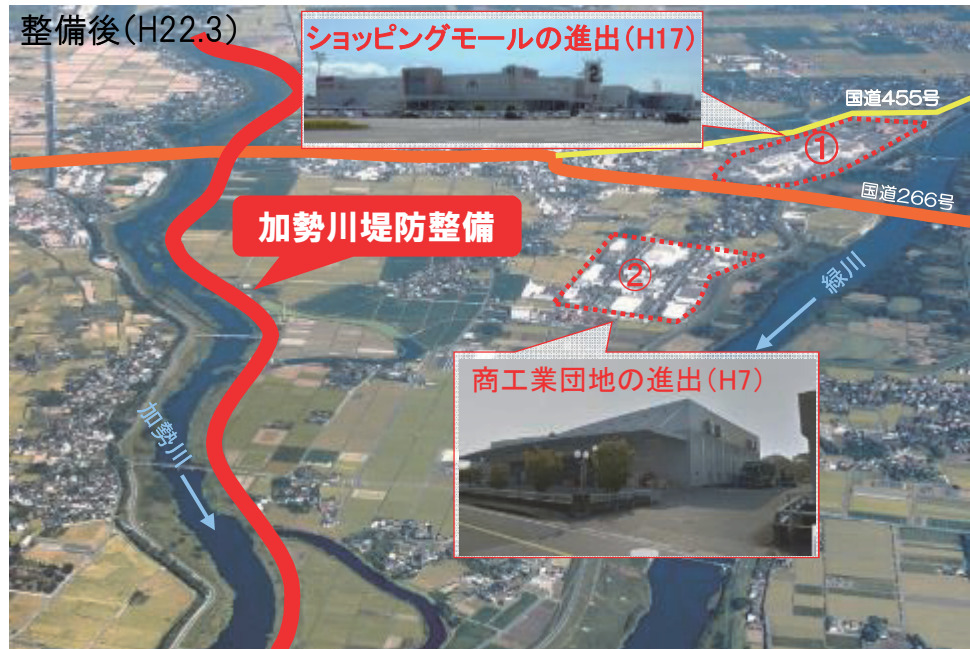 整備後(H22.3)
ショッピングモールの進出(H17)
国道455号
①
国道266号
加勢川堤防整備
②
緑川
商工業団地の進出(H7)
加勢川